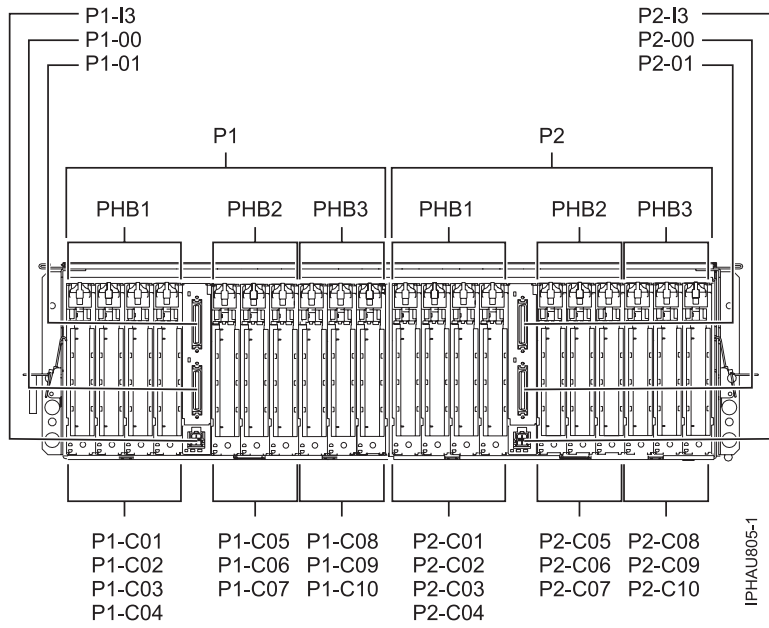 P1-I3
P1-00
P1-01
P2-I3
P2-00
P2-01
P1
P2
PHB1
PHB2
PHB3
PHB1
PHB2
PHB3
P1-C01
P1-C02
P1-C03
P1-C04
P1-C05
P1-C06
P1-C07
P1-C08
P1-C09
P1-C10
P2-C01
P2-C02
P2-C03
P2-C04
P2-C05
P2-C06
P2-C07
P2-C08
P2-C09
P2-C10
IPHAU805-1